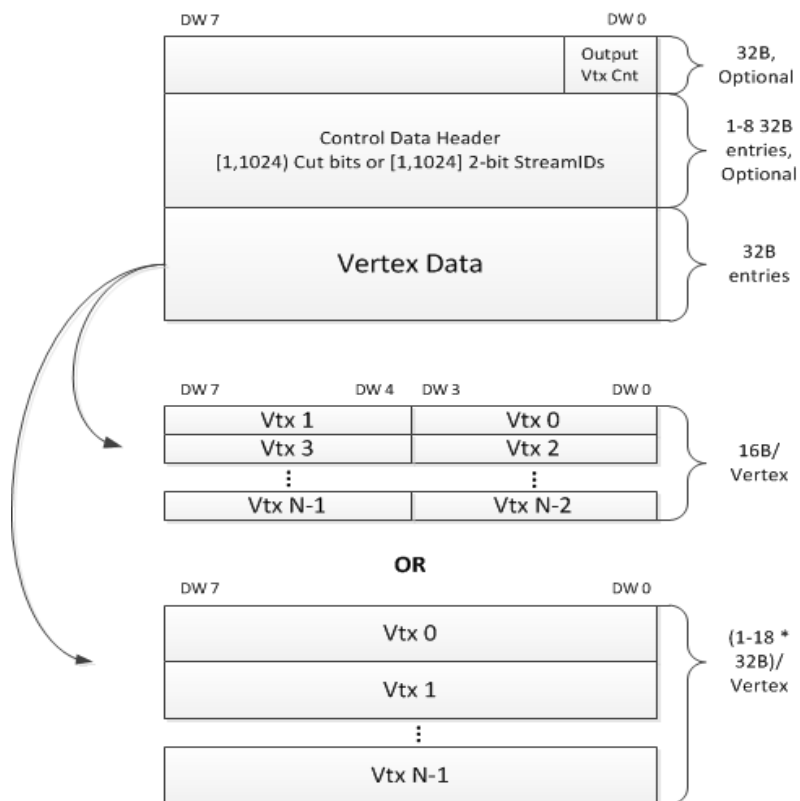 DW 7 DW 0
Output
Vtx Cnt
32B,
Optional
Control Data Header
[1,1024) Cut bits or [1,1024] 2-bit StreamIDs
1-8 32B
entries,
Optional
Vertex Data
32B
entries
DW 7 DW 4 DW 3 DW 0
Vtx 1 Vtx 0
Vtx 3 Vtx 2
⋮ ⋮
Vtx N-1 Vtx N-2
16B/
Vertex
OR
DW 7 DW 0
Vtx 0
Vtx 1
⋮
Vtx N-1
(1-18 *
32B)/
Vertex